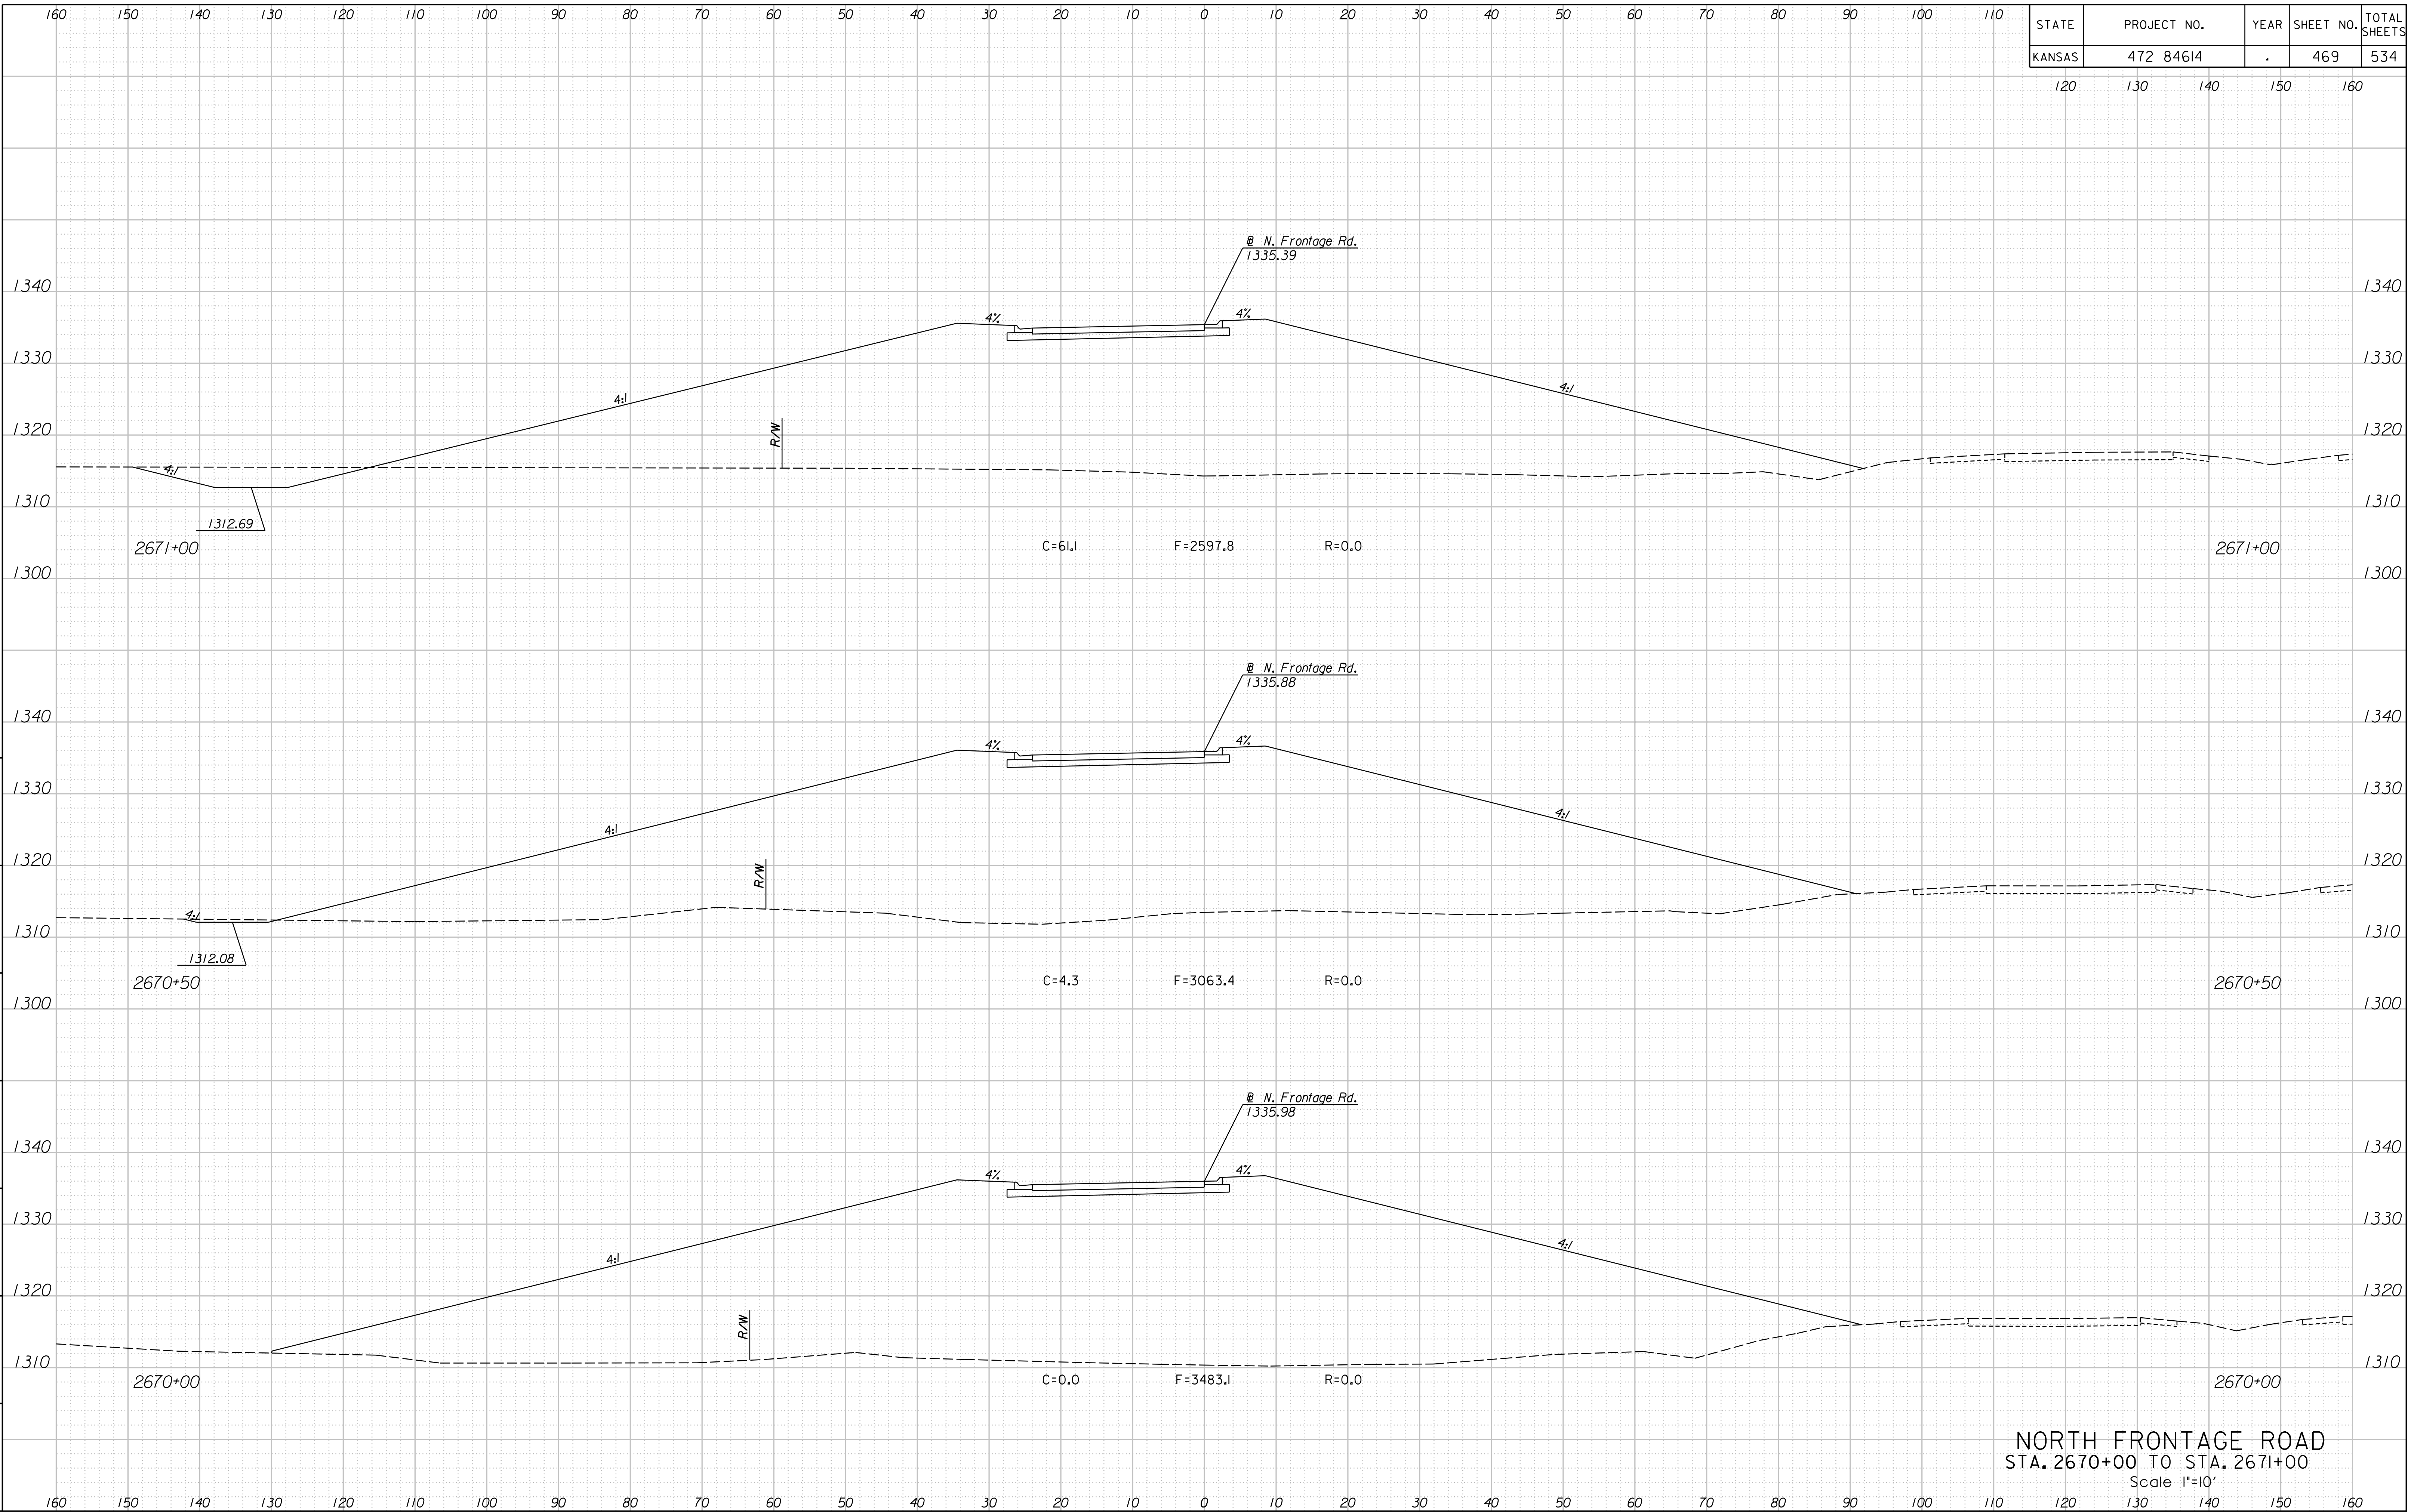 160 150 140 130 120 110 100 90 80 70 60 50 40 30 20 10 0 10 20 30 40 50 60 70 80 90 100 110
STATE PROJECT NO. YEAR SHEET NO. TOTAL SHEETS
KANSAS 472 84614 . 469 534
120 130 140 150 160
℄ N. Frontage Rd.
1335.39
1340 1340
4% 4%
1330 1330
4:1 4:1
1320 R/W 1320
4:1
1310 1310
1312.69
2671+00 C=61.1 F=2597.8 R=0.0 2671+00
1300 1300
℄ N. Frontage Rd.
1335.88
1340 1340
4% 4%
1330 1330
4:1 4:1
1320 1320
R/W
4:1
1310 1310
1312.08
2670+50 C=4.3 F=3063.4 R=0.0 2670+50
1300 1300
℄ N. Frontage Rd.
1335.98
1340 1340
4% 4%
1330 1330
4:1 4:1
1320 1320
R/W
1310 1310
2670+00 C=0.0 F=3483.1 R=0.0 2670+00
NORTH FRONTAGE ROAD
STA. 2670+00 TO STA. 2671+00
Scale 1"=10'
160 150 140 130 120 110 100 90 80 70 60 50 40 30 20 10 0 10 20 30 40 50 60 70 80 90 100 110 120 130 140 150 160